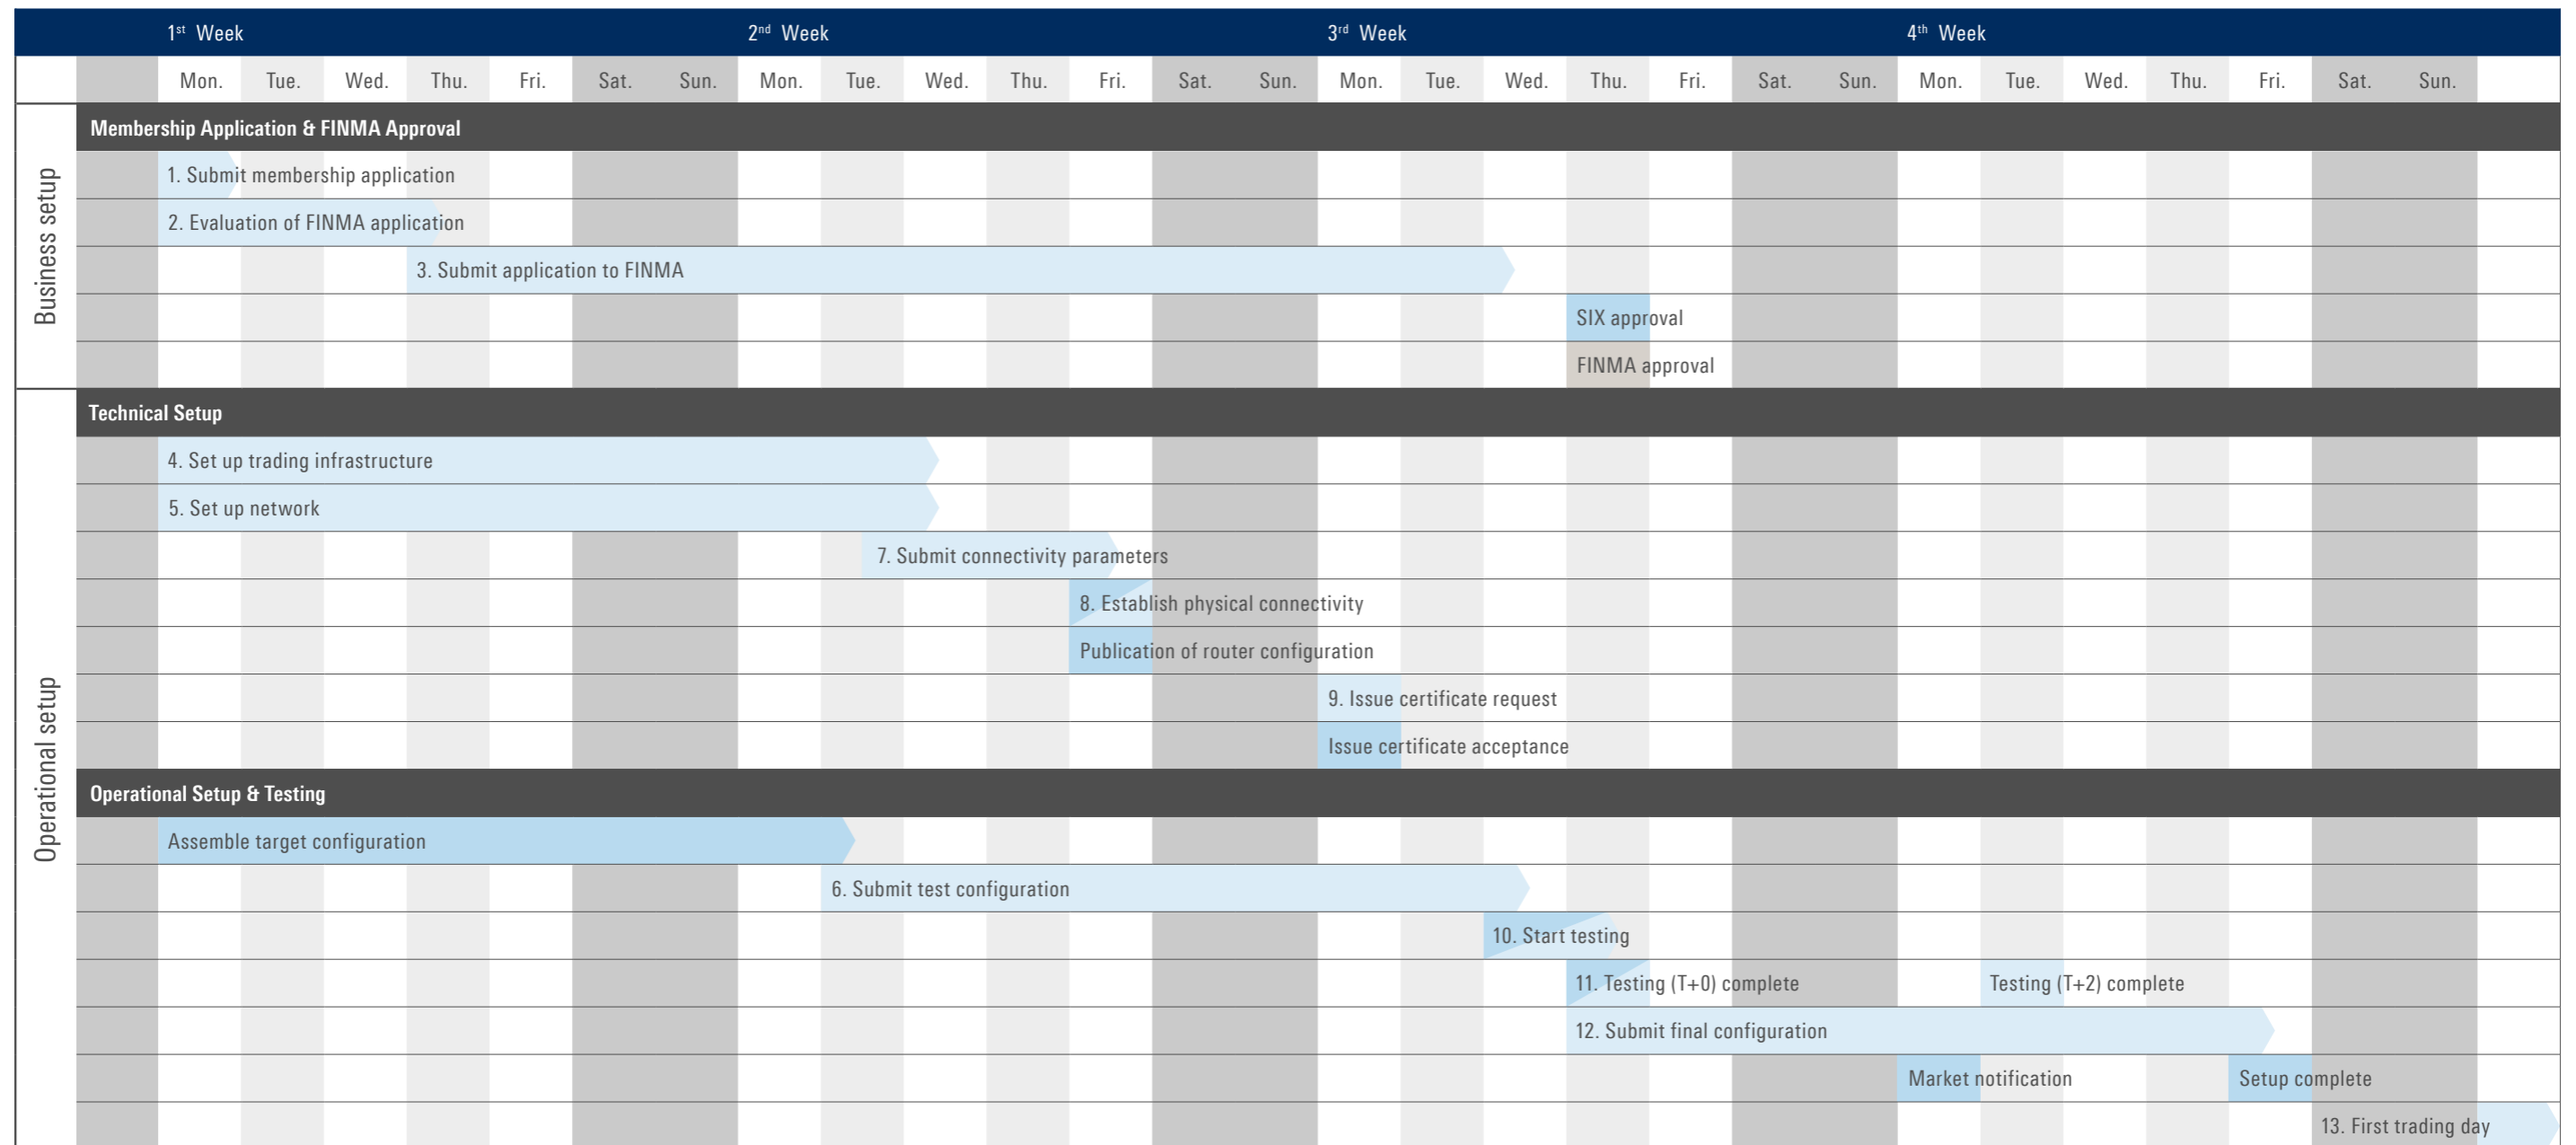 1st Week 2nd Week 3rd Week 4th Week
Mon. Tue. Wed. Thu. Fri. Sat. Sun. Mon. Tue. Wed. Thu. Fri. Sat. Sun. Mon. Tue. Wed. Thu. Fri. Sat. Sun. Mon. Tue. Wed. Thu. Fri. Sat. Sun.
Business setup
Membership Application & FINMA Approval
1. Submit membership application
2. Evaluation of FINMA application
3. Submit application to FINMA
SIX approval
FINMA approval
Operational setup
Technical Setup
4. Set up trading infrastructure
5. Set up network
7. Submit connectivity parameters
8. Establish physical connectivity
Publication of router configuration
9. Issue certificate request
Issue certificate acceptance
Operational Setup & Testing
Assemble target configuration
6. Submit test configuration
10. Start testing
11. Testing (T+0) complete Testing (T+2) complete
12. Submit final configuration
Market notification Setup complete
13. First trading day